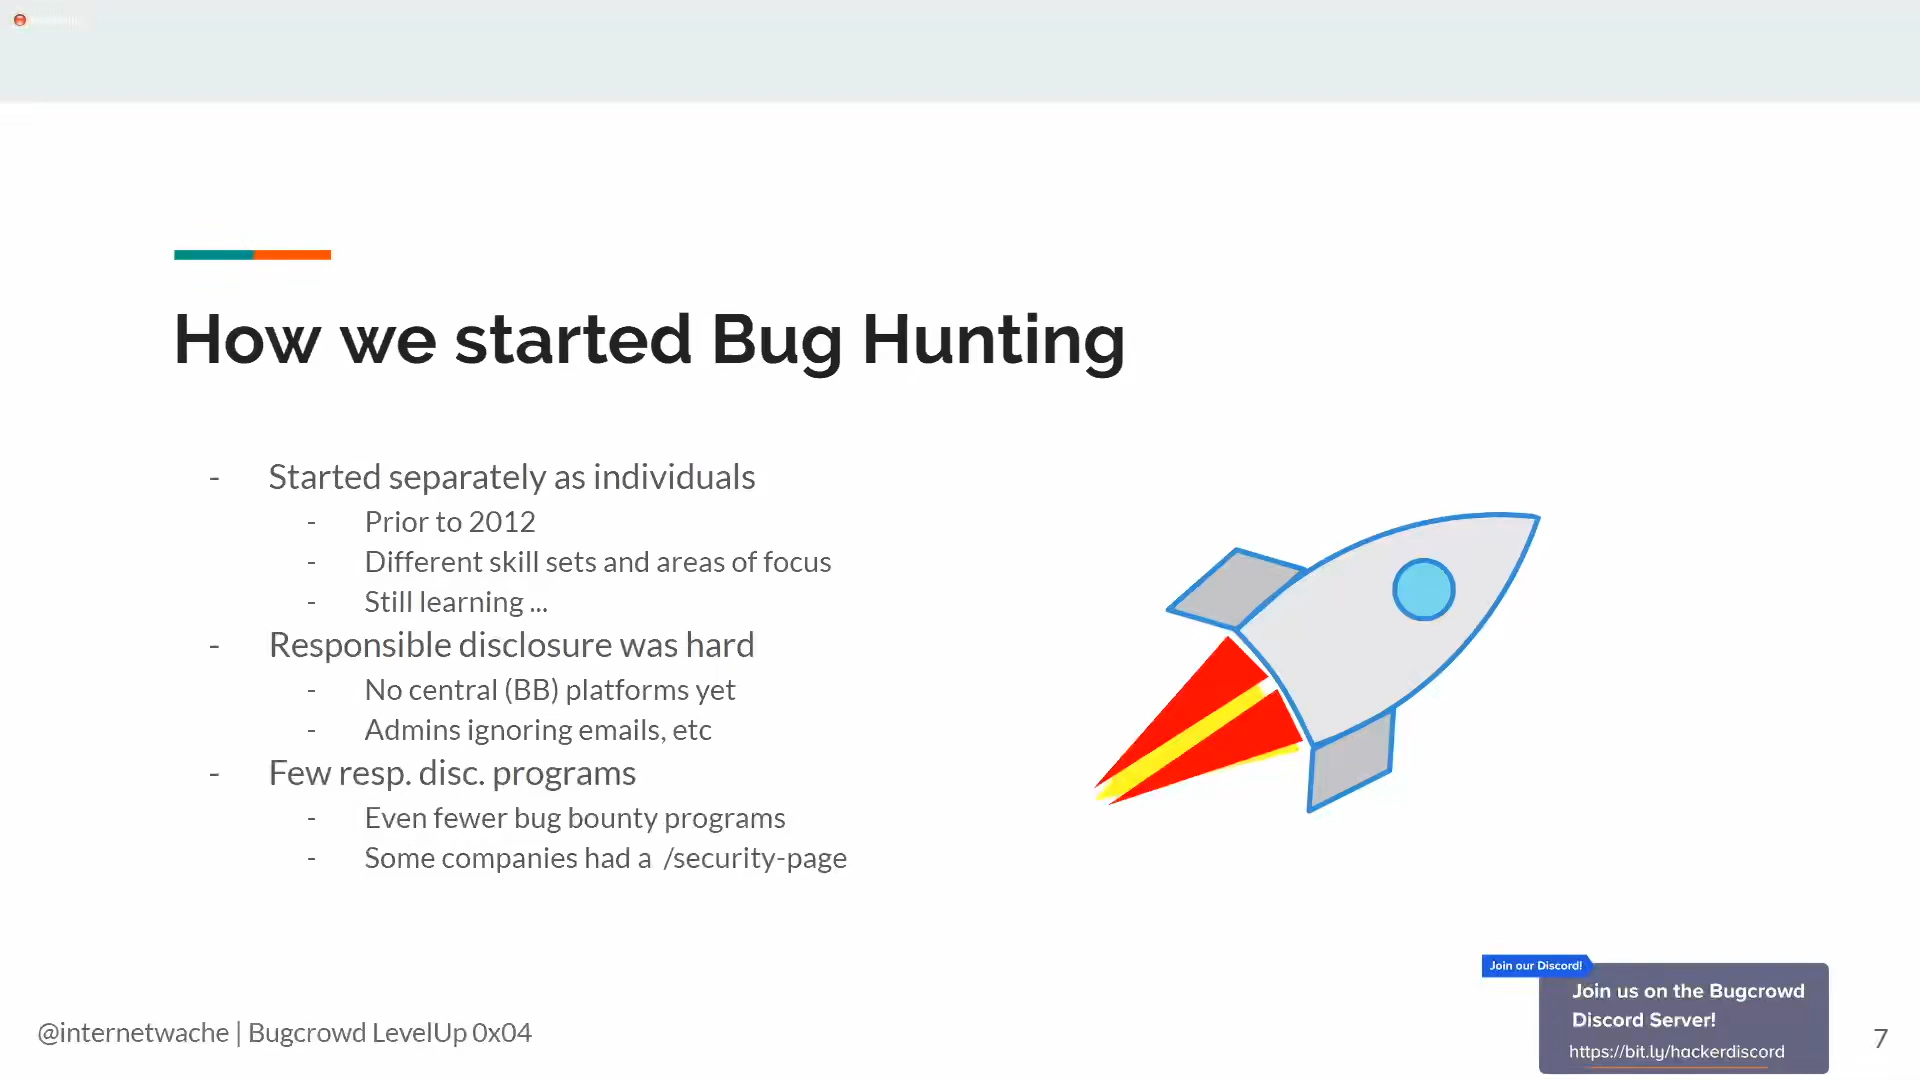 How we started Bug Hunting
- Started separately as individuals
- Prior to 2012
- Different skill sets and areas of focus
- Still learning ...
- Responsible disclosure was hard
- No central (BB) platforms yet
- Admins ignoring emails, etc
- Few resp. disc. programs
- Even fewer bug bounty programs
- Some companies had a /security-page
Join our Discord!
Join us on the Bugcrowd
Discord Server!
https://bit.ly/hackerdiscord
@internetwache | Bugcrowd LevelUp 0x04
7